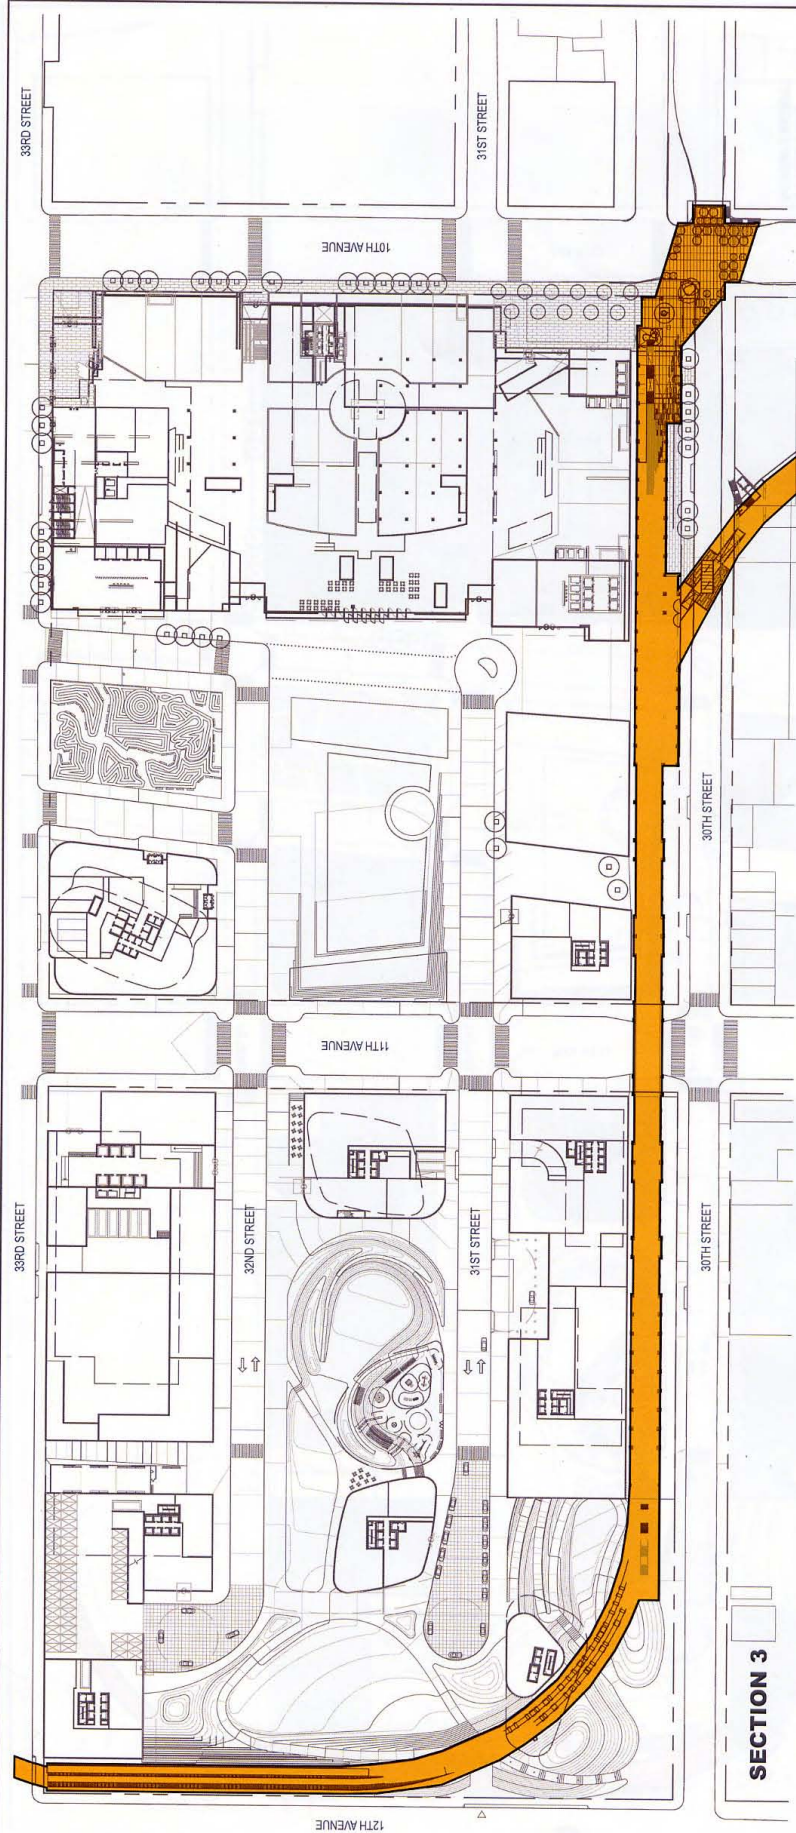 33RD STREET
31ST STREET
10TH AVENUE
30TH STREET
11TH AVENUE
33RD STREET
32ND STREET
31ST STREET
30TH STREET
SECTION 3
12TH AVENUE